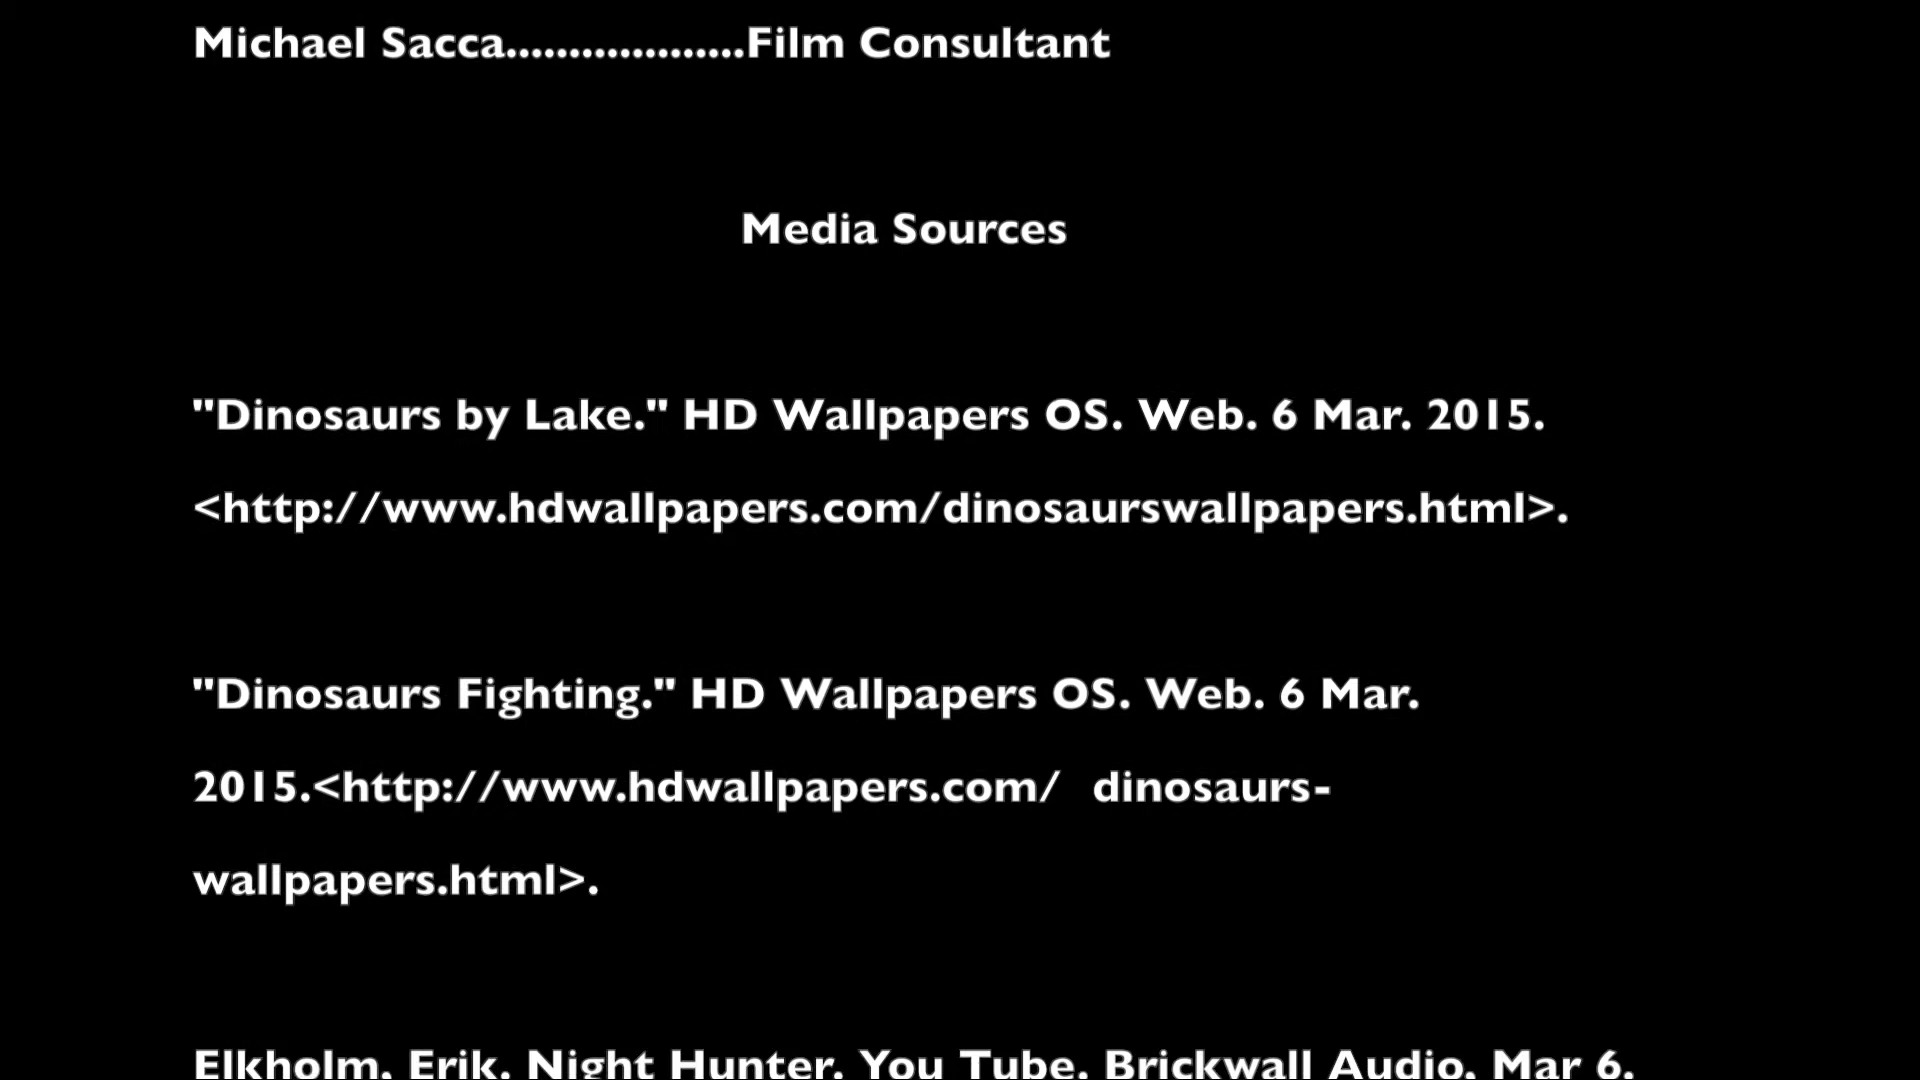 Michael Sacca...................Film Consultant
Media Sources
"Dinosaurs by Lake." HD Wallpapers OS. Web. 6 Mar. 2015.
<http://www.hdwallpapers.com/dinosaurswallpapers.html>.
"Dinosaurs Fighting." HD Wallpapers OS. Web. 6 Mar.
2015.<http://www.hdwallpapers.com/  dinosaurs-
wallpapers.html>.
Elkholm, Erik. Night Hunter. You Tube. Brickwall Audio, Mar 6.